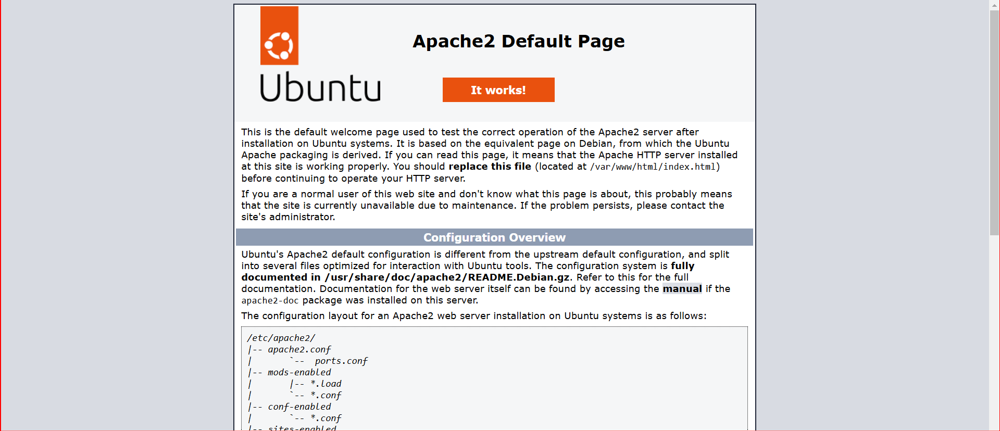 Apache2 Default Page
Ubuntu
It works!
This is the default welcome page used to test the correct operation of the Apache2 server after
installation on Ubuntu systems. It is based on the equivalent page on Debian, from which the Ubuntu
Apache packaging is derived. If you can read this page, it means that the Apache HTTP server installed
at this site is working properly. You should replace this file (located at /var/www/html/index.html)
before continuing to operate your HTTP server.
If you are a normal user of this web site and don't know what this page is about, this probably means
that the site is currently unavailable due to maintenance. If the problem persists, please contact the
site's administrator.
Configuration Overview
Ubuntu's Apache2 default configuration is different from the upstream default configuration, and split
into several files optimized for interaction with Ubuntu tools. The configuration system is fully
documented in /usr/share/doc/apache2/README.Debian.gz. Refer to this for the full
documentation. Documentation for the web server itself can be found by accessing the manual if the
apache2-doc package was installed on this server.
The configuration layout for an Apache2 web server installation on Ubuntu systems is as follows:
/etc/apache2/
|-- apache2.conf
|       `--  ports.conf
|-- mods-enabled
|       |-- *.load
|       `-- *.conf
|-- conf-enabled
|       `-- *.conf
|-- sites-enabled